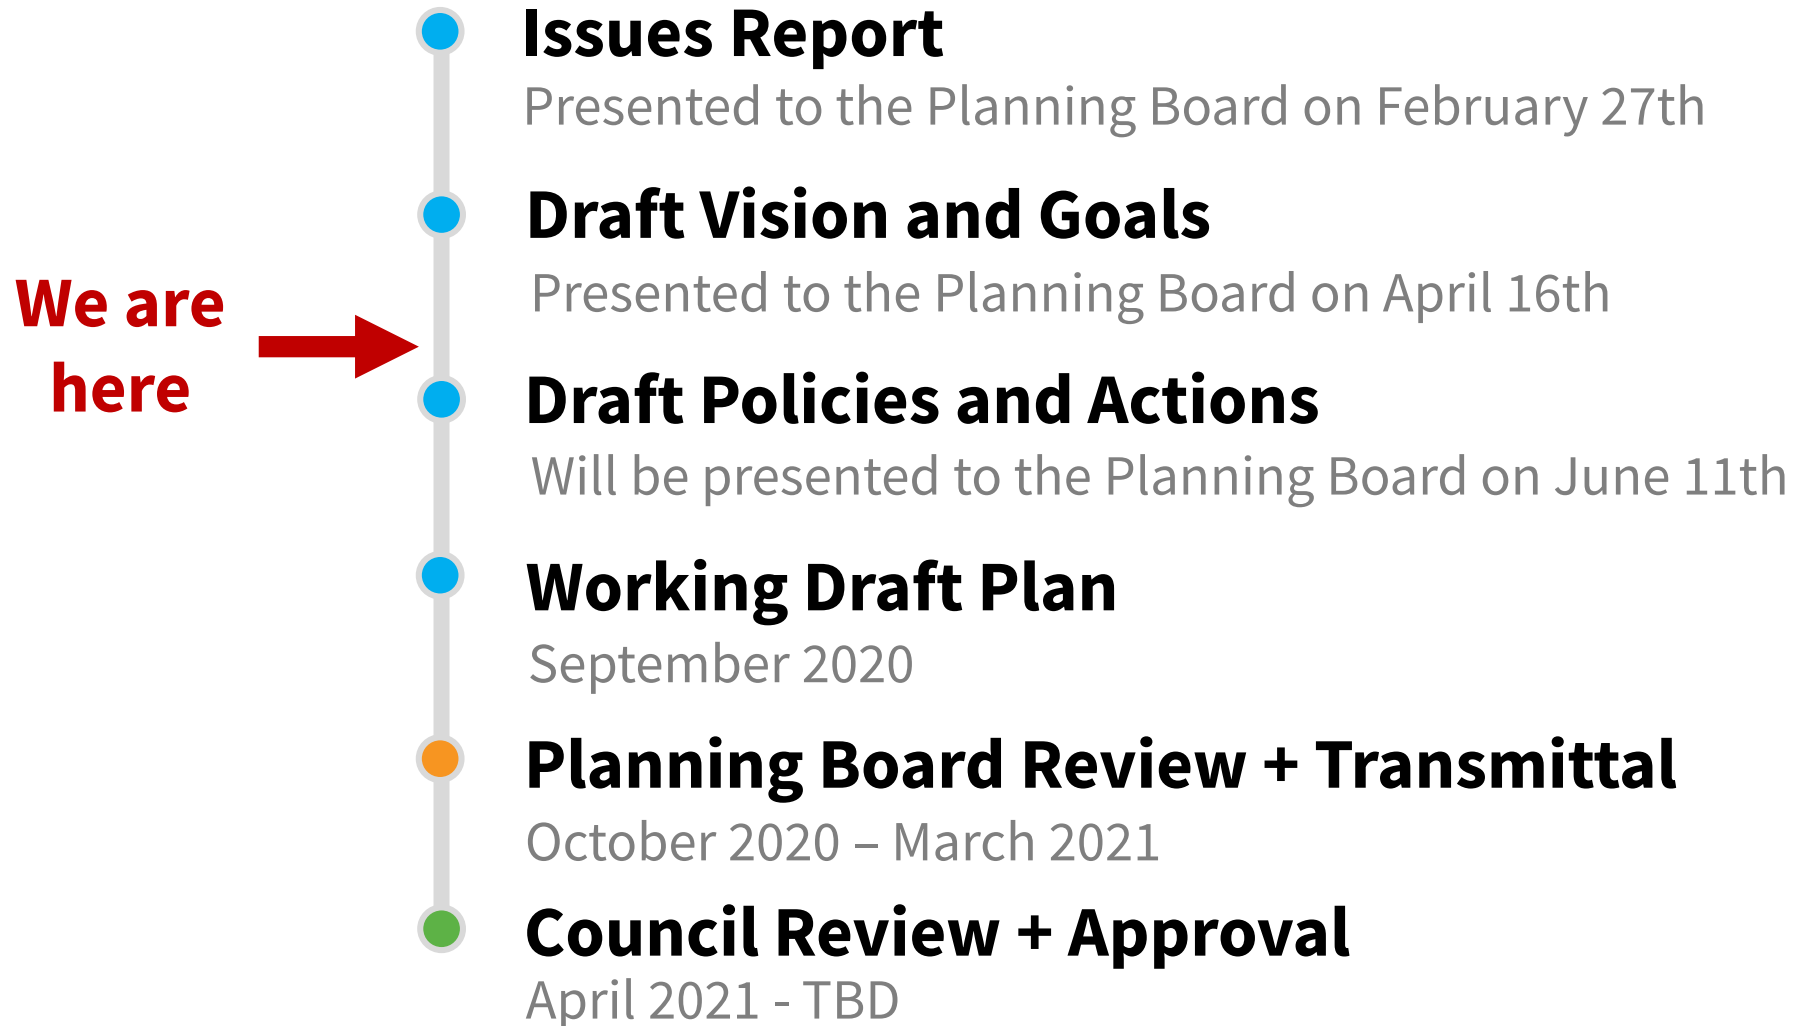 Issues Report
Presented to the Planning Board on February 27th
Draft Vision and Goals
Presented to the Planning Board on April 16th
We are
here
Draft Policies and Actions
Will be presented to the Planning Board on June 11th
Working Draft Plan
September 2020
Planning Board Review + Transmittal
October 2020 – March 2021
Council Review + Approval
April 2021 - TBD